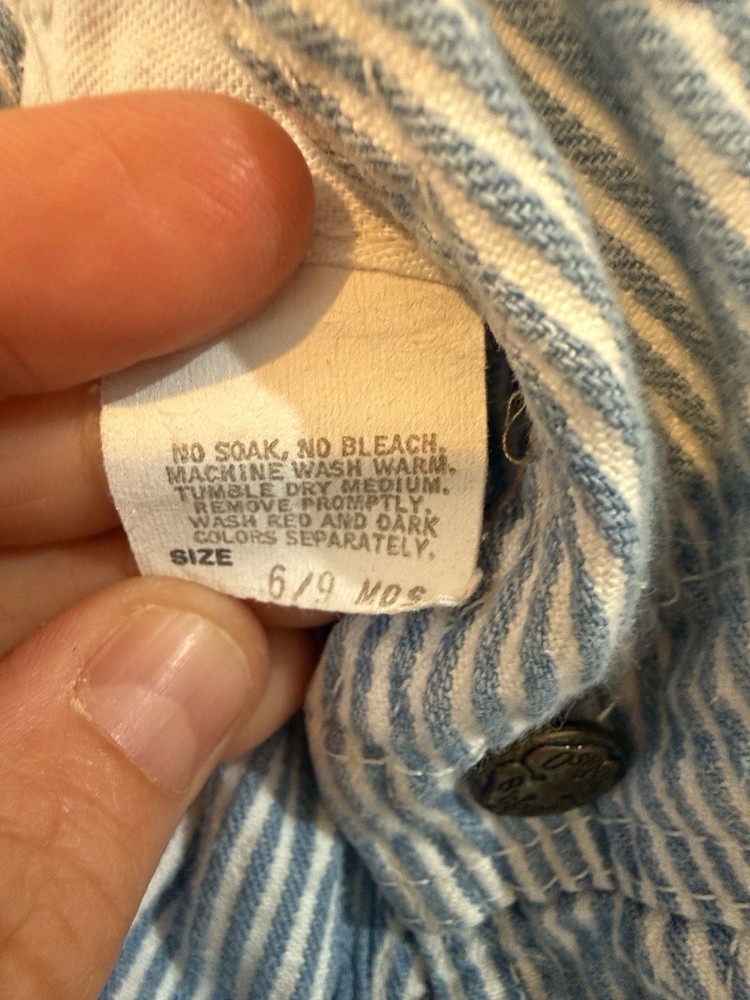 NO SOAK, NO BLEACH.
MACHINE WASH WARM.
TUMBLE DRY MEDIUM.
REMOVE PROMPTLY.
WASH RED AND DARK
COLORS SEPARATELY.
SIZE
6/9 MOS